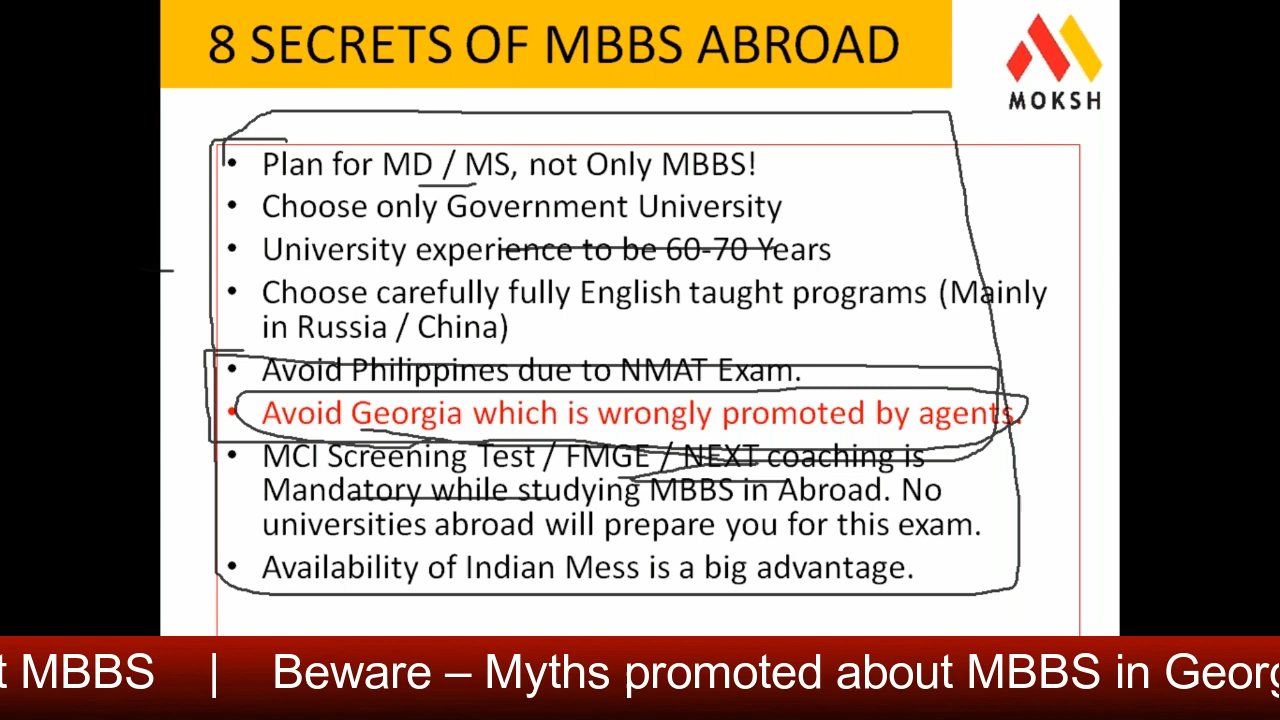 8 SECRETS OF MBBS ABROAD
MOKSH
• Plan for MD / MS, not Only MBBS!
• Choose only Government University
• University experience to be 60-70 Years
• Choose carefully fully English taught programs (Mainly
in Russia / China)
• Avoid Philippines due to NMAT Exam.
• Avoid Georgia which is wrongly promoted by agents.
• MCI Screening Test / FMGE / NEXT coaching is
Mandatory while studying MBBS in Abroad. No
universities abroad will prepare you for this exam.
• Availability of Indian Mess is a big advantage.
t MBBS | Beware – Myths promoted about MBBS in Georg